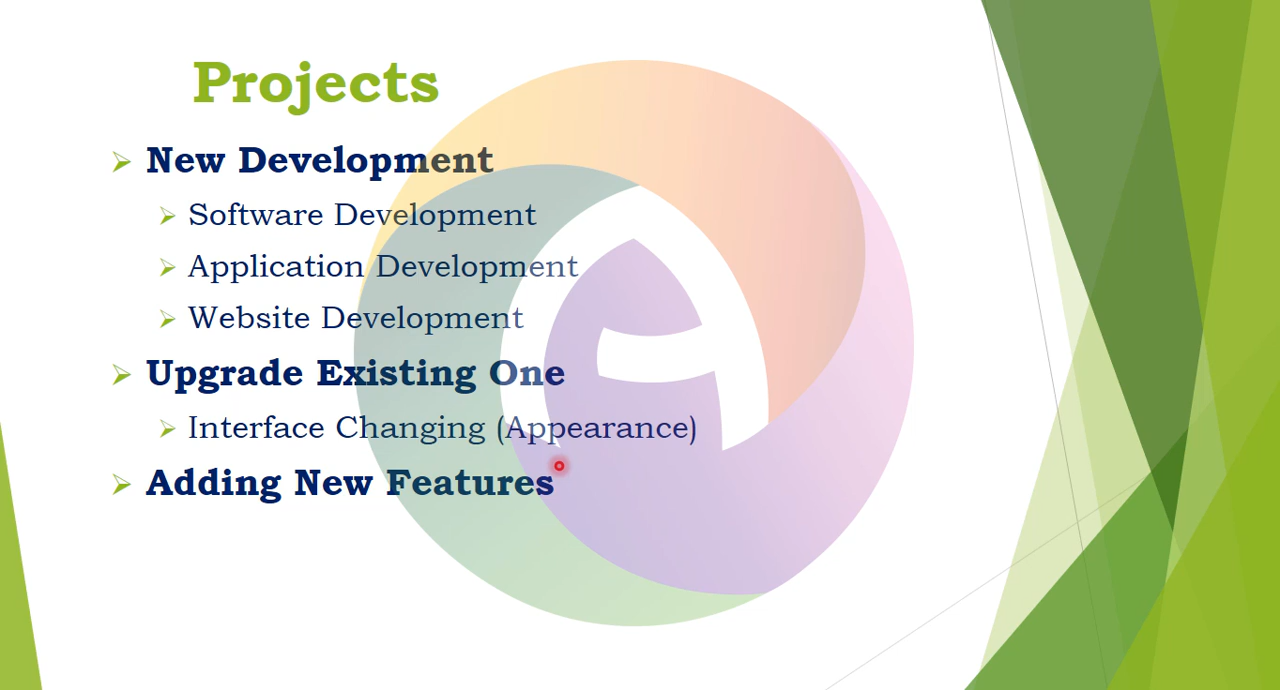 Projects
New Development
Software Development
Application Development
Website Development
Upgrade Existing One
Interface Changing (Appearance)
Adding New Features